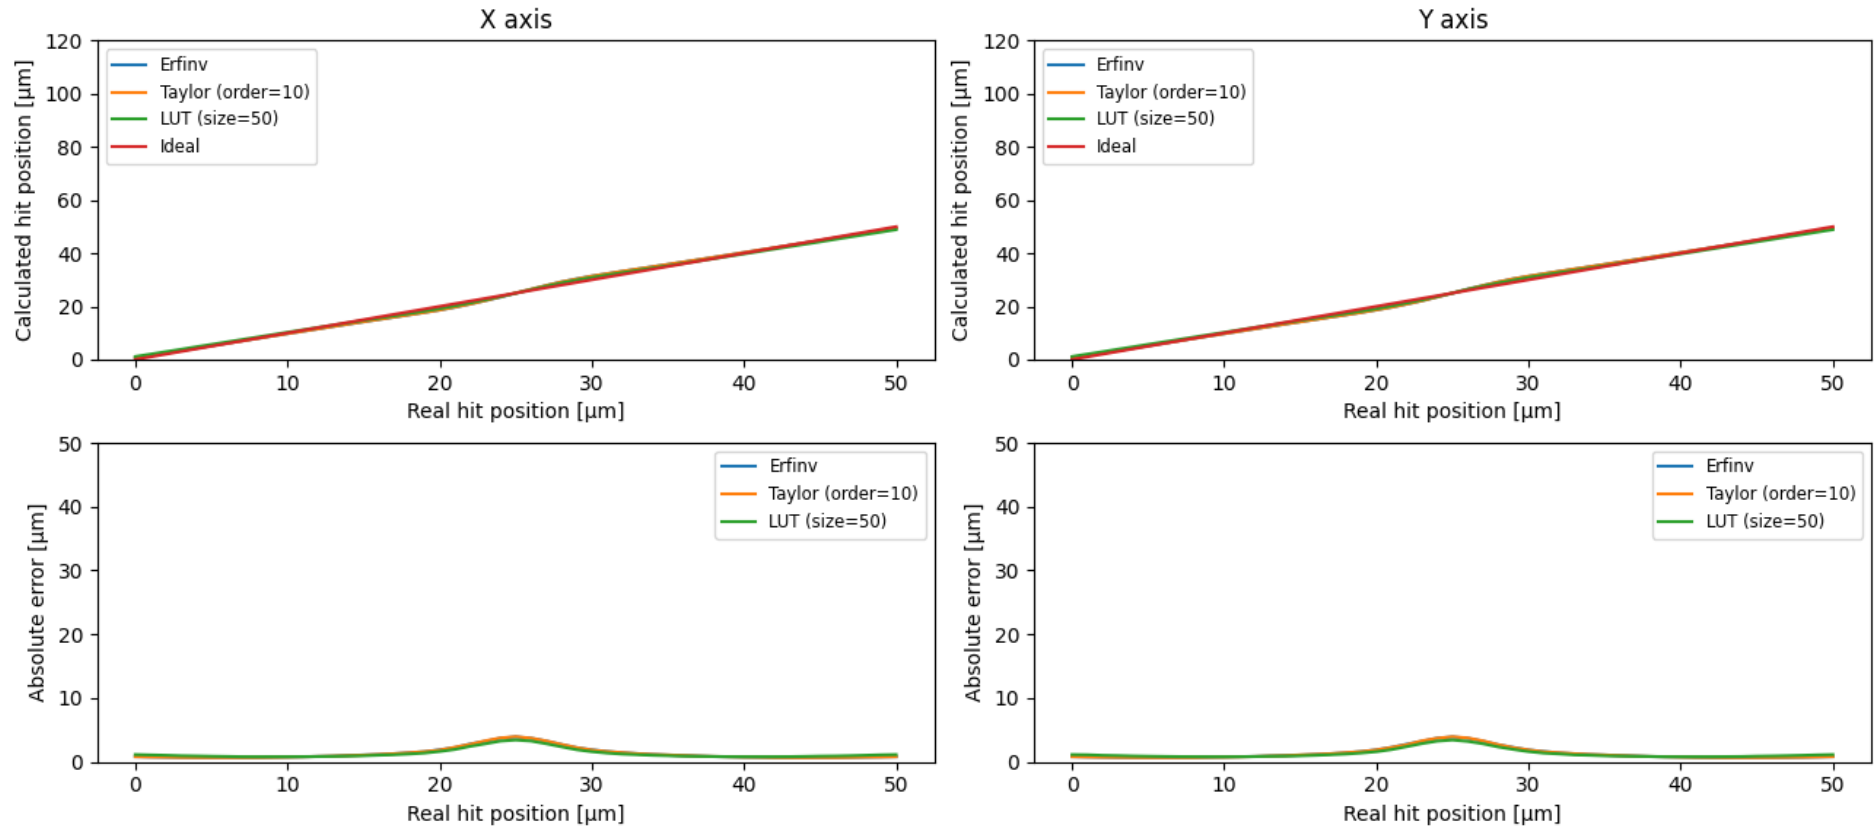 X axis
Calculated hit position [µm]
120
100
80
60
40
20
0
Erfinv
Taylor (order=10)
LUT (size=50)
Ideal
0 10 20 30 40 50
Real hit position [µm]
Y axis
Calculated hit position [µm]
120
100
80
60
40
20
0
Erfinv
Taylor (order=10)
LUT (size=50)
Ideal
0 10 20 30 40 50
Real hit position [µm]
Absolute error [µm]
50
40
30
20
10
0
Erfinv
Taylor (order=10)
LUT (size=50)
0 10 20 30 40 50
Real hit position [µm]
Absolute error [µm]
50
40
30
20
10
0
Erfinv
Taylor (order=10)
LUT (size=50)
0 10 20 30 40 50
Real hit position [µm]